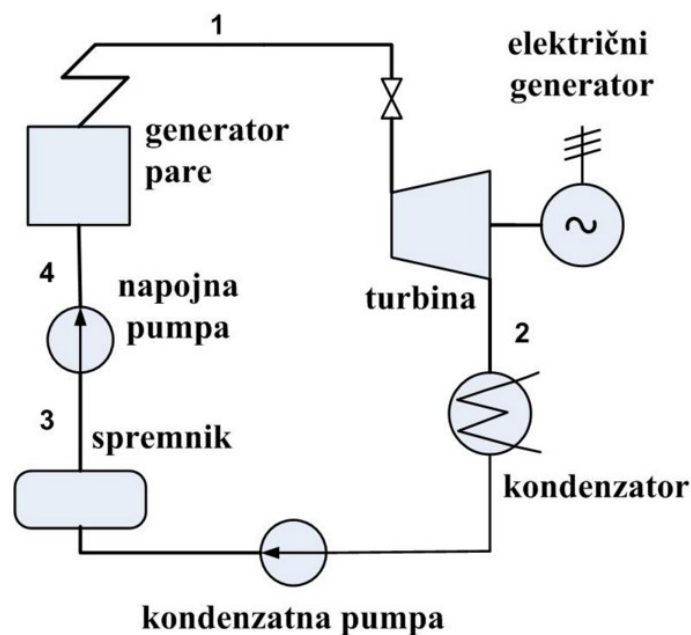 1
električni
generator
generator
pare
4
napojna
pumpa
turbina
2
3
spremnik
kondenzator
kondenzatna pumpa